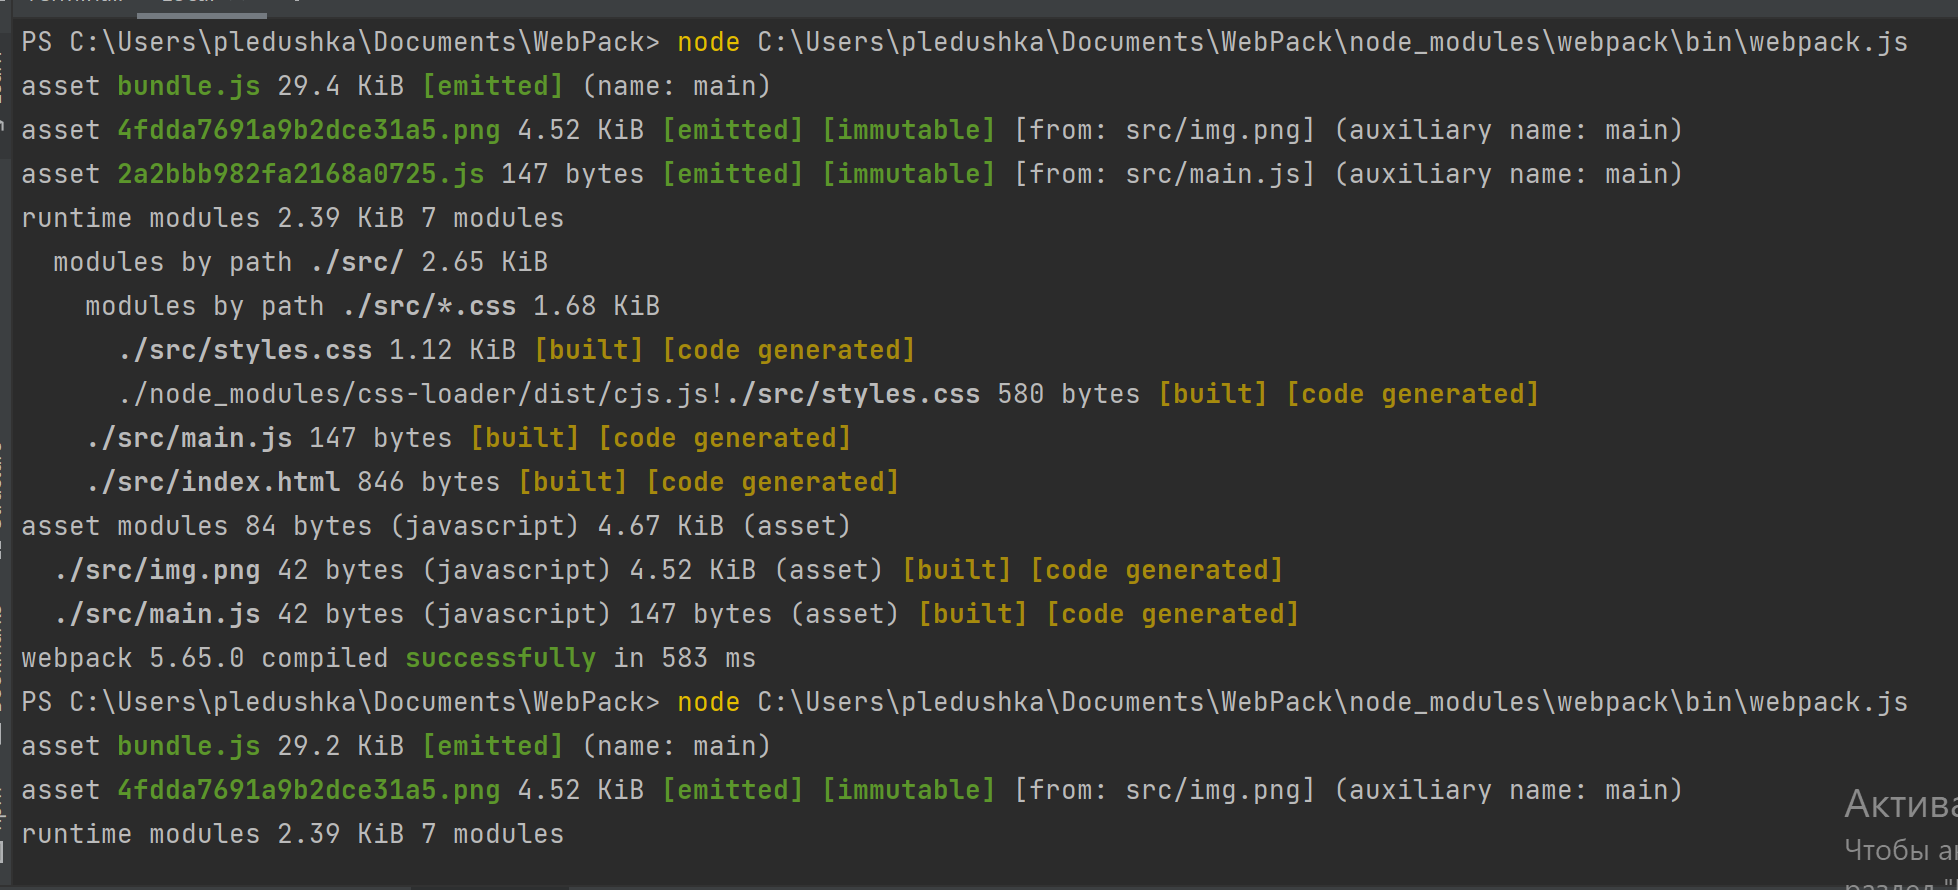 PS C:\Users\pledushka\Documents\WebPack> node C:\Users\pledushka\Documents\WebPack\node_modules\webpack\bin\webpack.js
asset bundle.js 29.4 KiB [emitted] (name: main)
asset 4fdda7691a9b2dce31a5.png 4.52 KiB [emitted] [immutable] [from: src/img.png] (auxiliary name: main)
asset 2a2bbb982fa2168a0725.js 147 bytes [emitted] [immutable] [from: src/main.js] (auxiliary name: main)
runtime modules 2.39 KiB 7 modules
modules by path ./src/ 2.65 KiB
modules by path ./src/*.css 1.68 KiB
./src/styles.css 1.12 KiB [built] [code generated]
./node_modules/css-loader/dist/cjs.js!./src/styles.css 580 bytes [built] [code generated]
./src/main.js 147 bytes [built] [code generated]
./src/index.html 846 bytes [built] [code generated]
asset modules 84 bytes (javascript) 4.67 KiB (asset)
./src/img.png 42 bytes (javascript) 4.52 KiB (asset) [built] [code generated]
./src/main.js 42 bytes (javascript) 147 bytes (asset) [built] [code generated]
webpack 5.65.0 compiled successfully in 583 ms
PS C:\Users\pledushka\Documents\WebPack> node C:\Users\pledushka\Documents\WebPack\node_modules\webpack\bin\webpack.js
asset bundle.js 29.2 KiB [emitted] (name: main)
asset 4fdda7691a9b2dce31a5.png 4.52 KiB [emitted] [immutable] [from: src/img.png] (auxiliary name: main)
runtime modules 2.39 KiB 7 modules
Чтобы